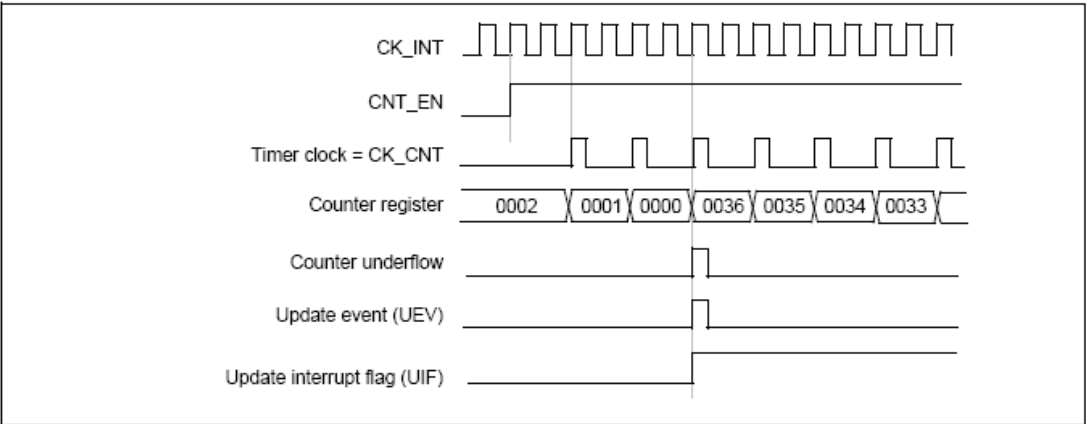 CK_INT
CNT_EN
Timer clock = CK_CNT
Counter register 0002 0001 0000 0036 0035 0034 0033
Counter underflow
Update event (UEV)
Update interrupt flag (UIF)